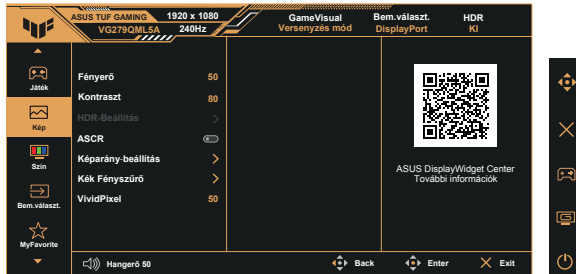 ASUS TUF GAMING 1920 x 1080 GameVisual Bem.választ. HDR
VG279QML5A 240Hz Versenyzés mód DisplayPort KI
Játék
Kép
Szín
Bem.választ.
MyFavorite
Fényerő 50
Kontraszt 80
HDR-Beállítás
ASCR
Képarány-beállítás
Kék Fényszűrő
VividPixel 50
ASUS DisplayWidget Center
További információk
Hangerő 50 Back Enter Exit